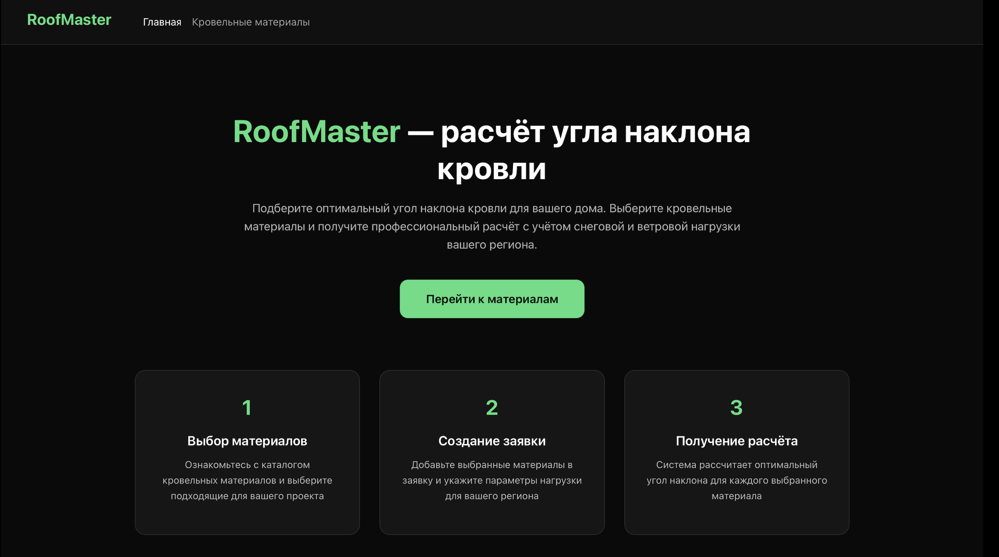 RoofMaster
Главная
Кровельные материалы
RoofMaster — расчёт угла наклона
кровли
Подберите оптимальный угол наклона кровли для вашего дома. Выберите кровельные
материалы и получите профессиональный расчёт с учётом снеговой и ветровой нагрузки
вашего региона.
Перейти к материалам
1
Выбор материалов
Ознакомьтесь с каталогом
кровельных материалов и выберите
подходящие для вашего проекта
2
Создание заявки
Добавьте выбранные материалы в
заявку и укажите параметры нагрузки
для вашего региона
3
Получение расчёта
Система рассчитает оптимальный
угол наклона для каждого выбранного
материала